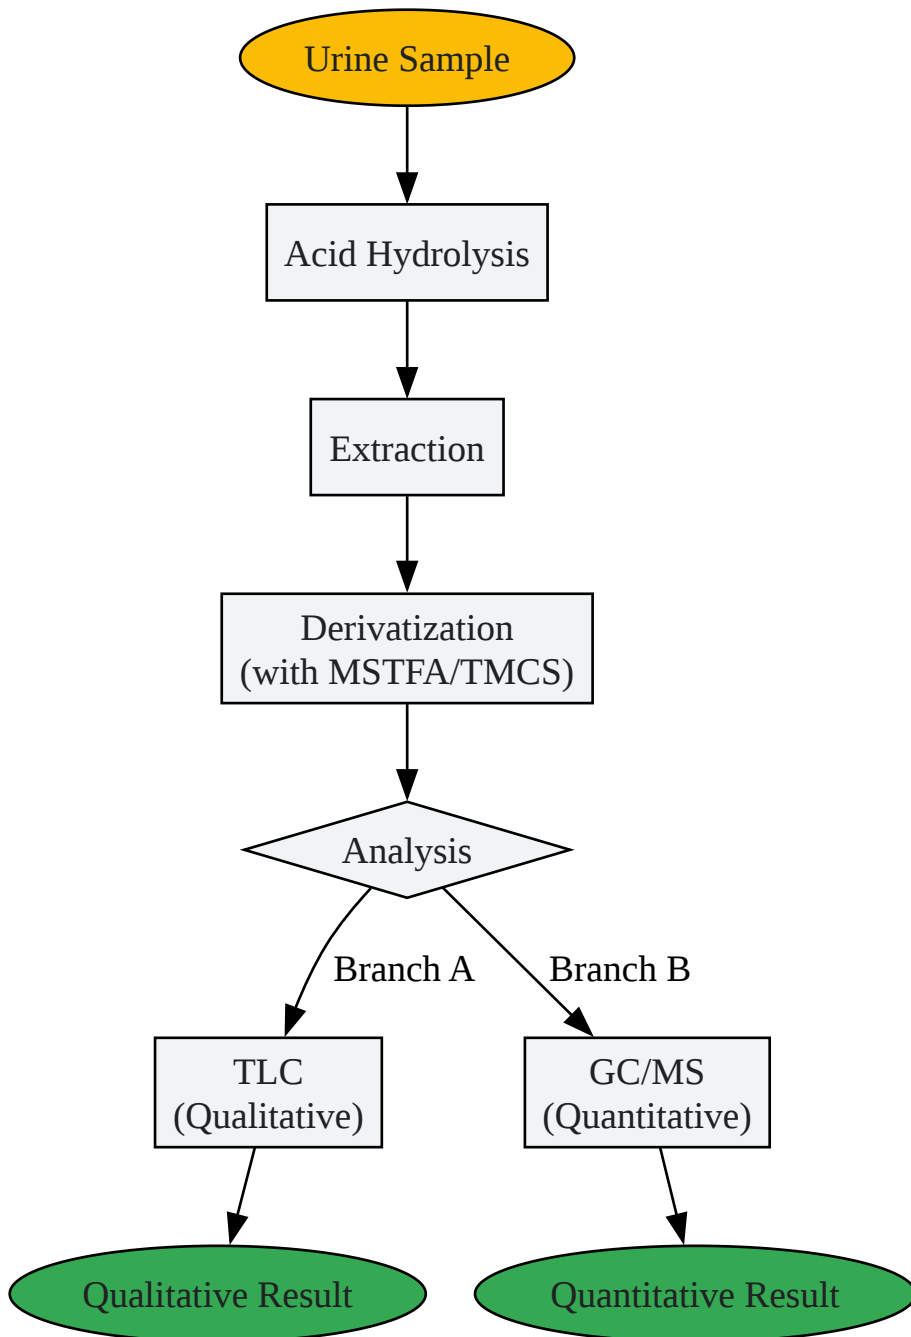 Urine Sample
Acid Hydrolysis
Extraction
Derivatization
(with MSTFA/TMCS)
Analysis
Branch A
Branch B
TLC
(Qualitative)
GC/MS
(Quantitative)
Qualitative Result
Quantitative Result